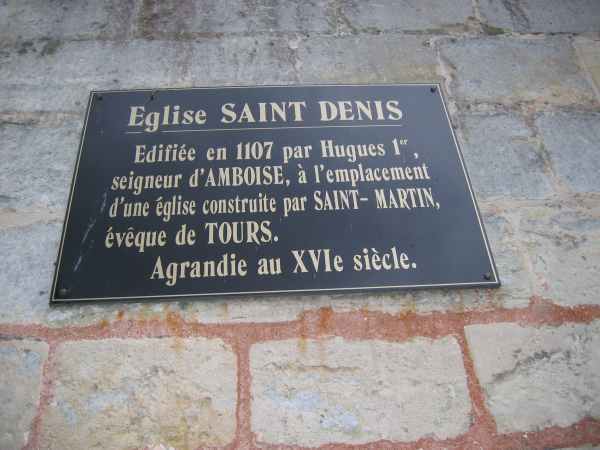 Eglise SAINT DENIS
Edifiée en 1107 par Hugues 1er,
seigneur d'AMBOISE, à l'emplacement
d'une église construite par SAINT-MARTIN,
évêque de TOURS.
Agrandie au XVIe siècle.